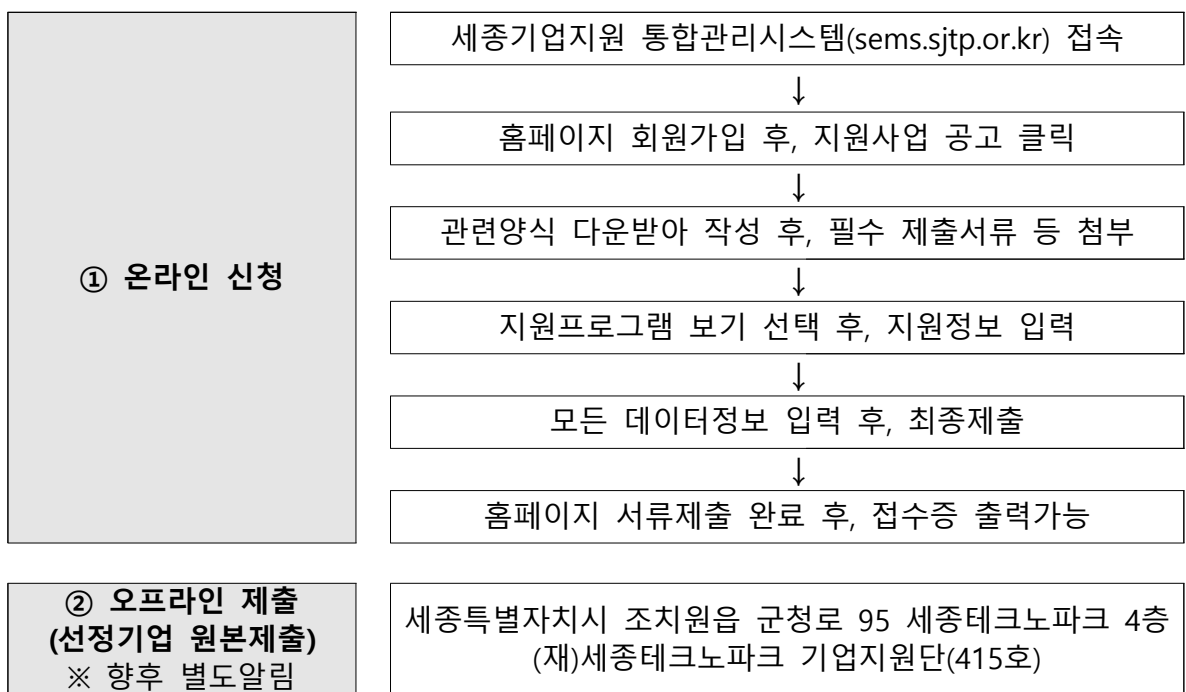 세종기업지원 통합관리시스템(sems.sjtp.or.kr) 접속
↓
홈페이지 회원가입 후, 지원사업 공고 클릭
↓
관련양식 다운받아 작성 후, 필수 제출서류 등 첨부
↓
① 온라인 신청
지원프로그램 보기 선택 후, 지원정보 입력
↓
모든 데이터정보 입력 후, 최종제출
↓
홈페이지 서류제출 완료 후, 접수증 출력가능
② 오프라인 제출
(선정기업 원본제출)
※ 향후 별도알림
세종특별자치시 조치원읍 군청로 95 세종테크노파크 4층
(재)세종테크노파크 기업지원단(415호)